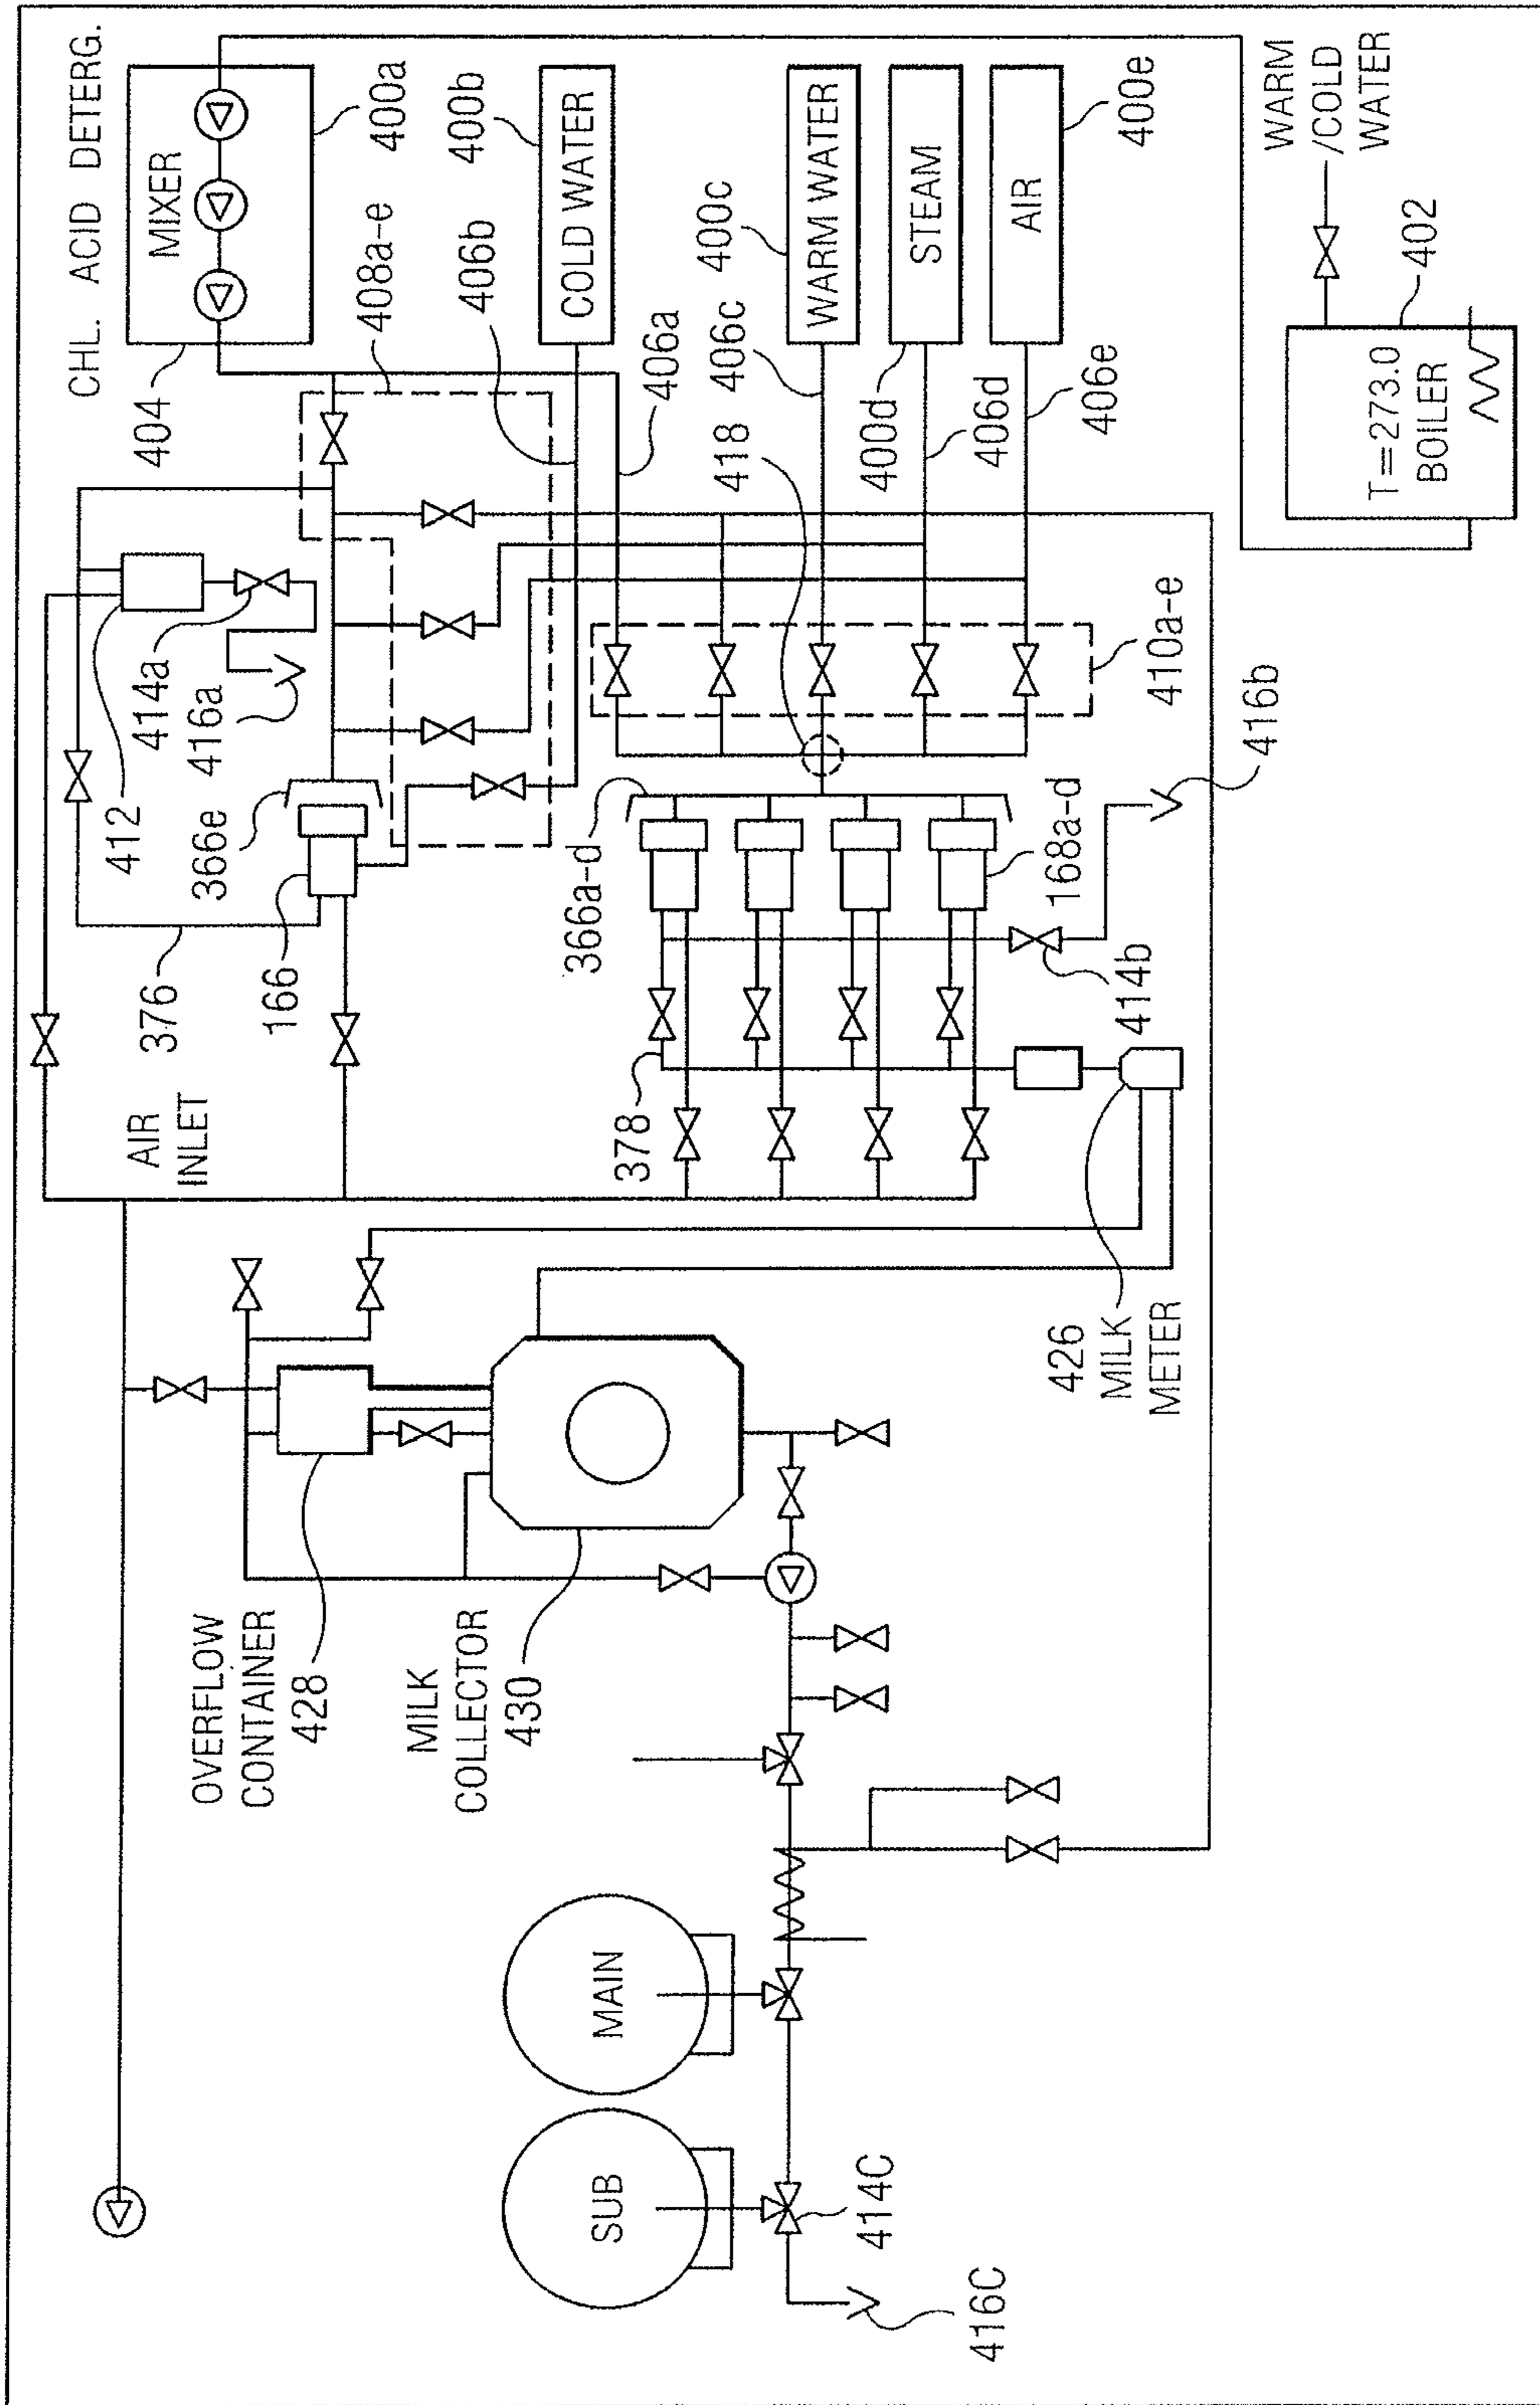 CHL. ACID DETERG.
MIXER
404
400a
408a-e
400b
COLD WATER
406b
406a
400c
WARM WATER
406c
STEAM
400d
406d
AIR
400e
406e
418
410a-e
412
414a
416a
366e
376
166
366a-d
168a-d
416b
414b
378
AIR
INLET
426
MILK
METER
OVERFLOW
CONTAINER
428
MILK
COLLECTOR
430
MAIN
SUB
414C
416C
WARM
/COLD
WATER
402
T=273.0
BOILER